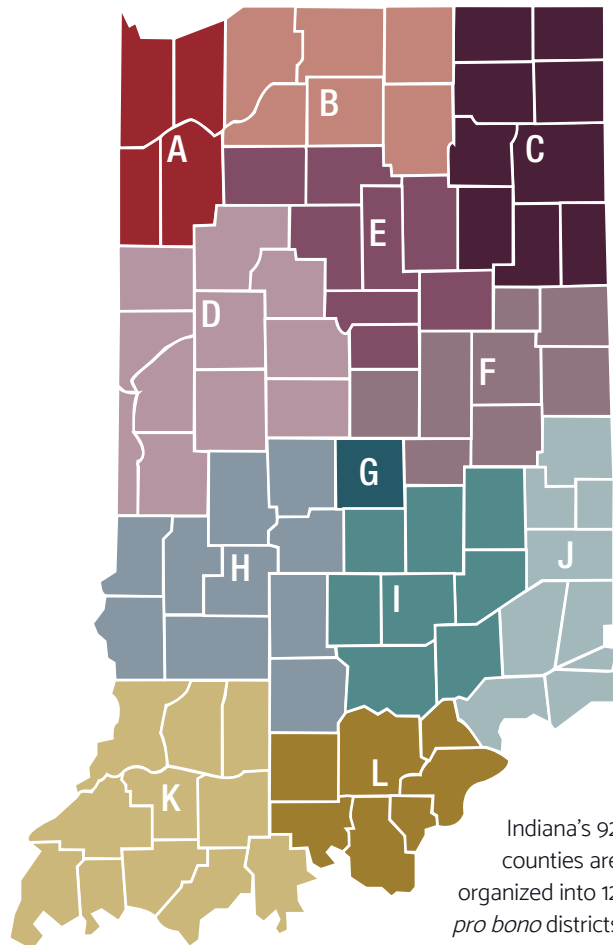 B
A
C
E
D
F
G
H
J
I
L
K
Indiana's 92
counties are
organized into 12
pro bono districts